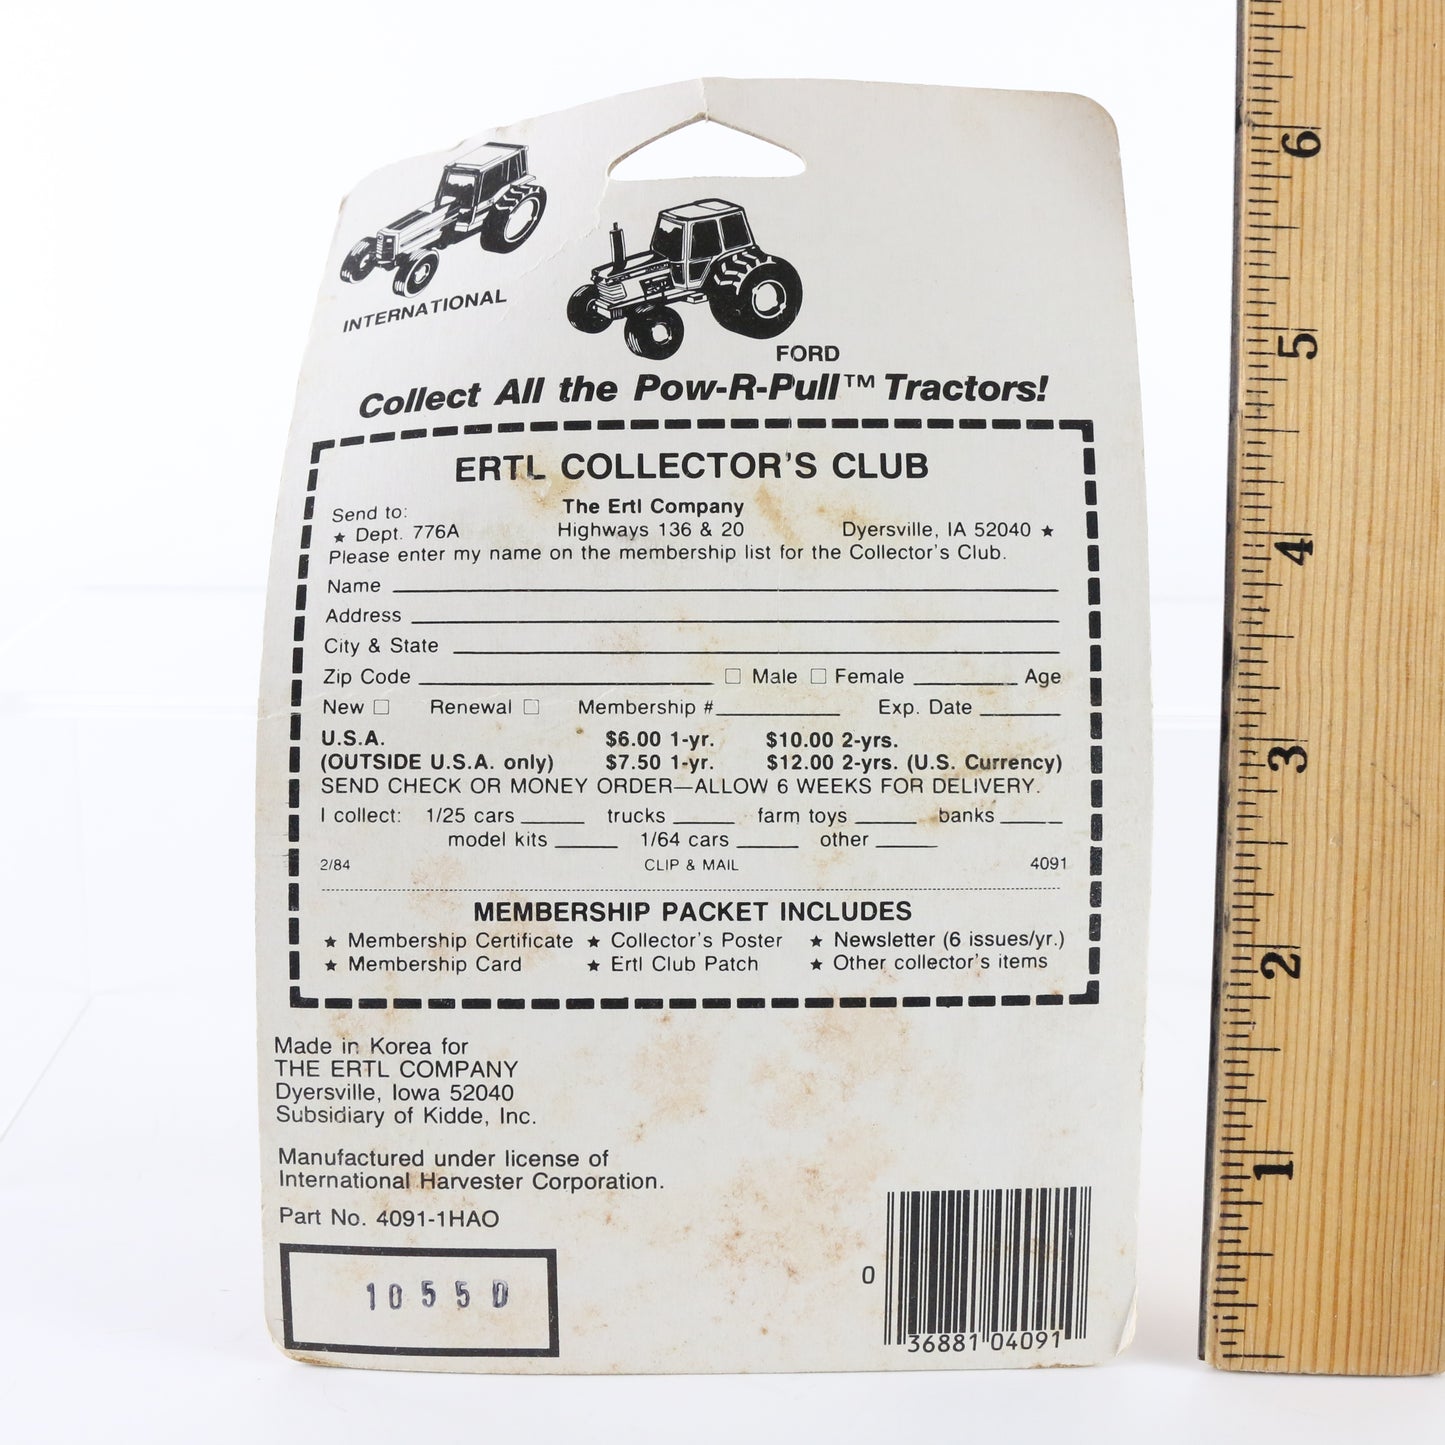 INTERNATIONAL
FORD
Collect All the Pow-R-Pull™ Tractors!
ERTL COLLECTOR'S CLUB
Send to: The Ertl Company
★ Dept. 776A Highways 136 & 20 Dyersville, IA 52040 ★
Please enter my name on the membership list for the Collector's Club.
Name
Address
City & State
Zip Code □ Male □ Female Age
New □ Renewal □ Membership # Exp. Date
U.S.A. $6.00 1-yr. $10.00 2-yrs.
(OUTSIDE U.S.A. only) $7.50 1-yr. $12.00 2-yrs. (U.S. Currency)
SEND CHECK OR MONEY ORDER—ALLOW 6 WEEKS FOR DELIVERY.
I collect: 1/25 cars trucks farm toys banks
model kits 1/64 cars other
2/84 CLIP & MAIL 4091
MEMBERSHIP PACKET INCLUDES
★ Membership Certificate ★ Collector's Poster ★ Newsletter (6 issues/yr.)
★ Membership Card ★ Ertl Club Patch ★ Other collector's items
Made in Korea for
THE ERTL COMPANY
Dyersville, Iowa 52040
Subsidiary of Kidde, Inc.
Manufactured under license of
International Harvester Corporation.
Part No. 4091-1HAO
1055D
0 36881 04091
6
5
4
3
2
1